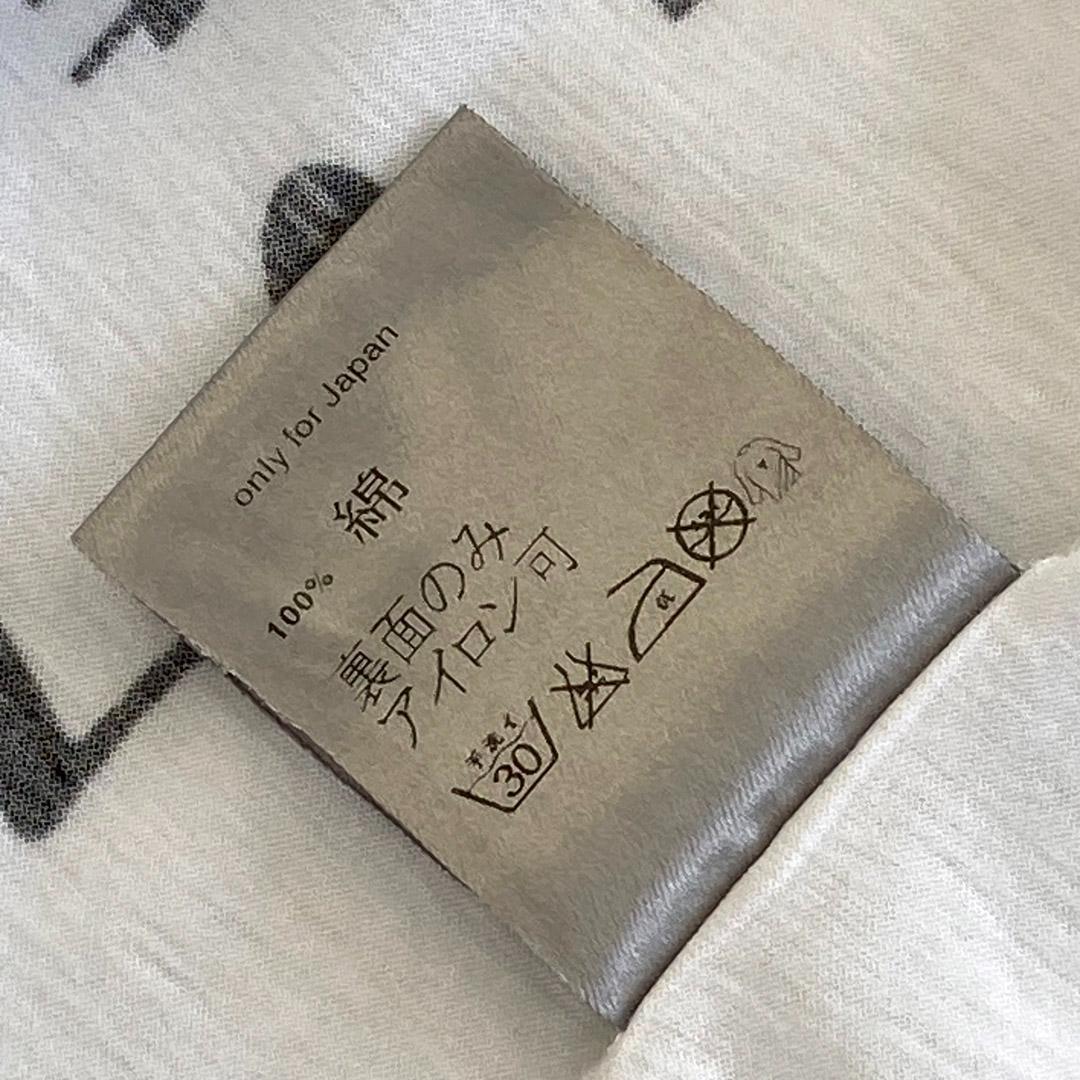 only for Japan
100% 綿
裏面のみ
アイロン可
手洗イ
30